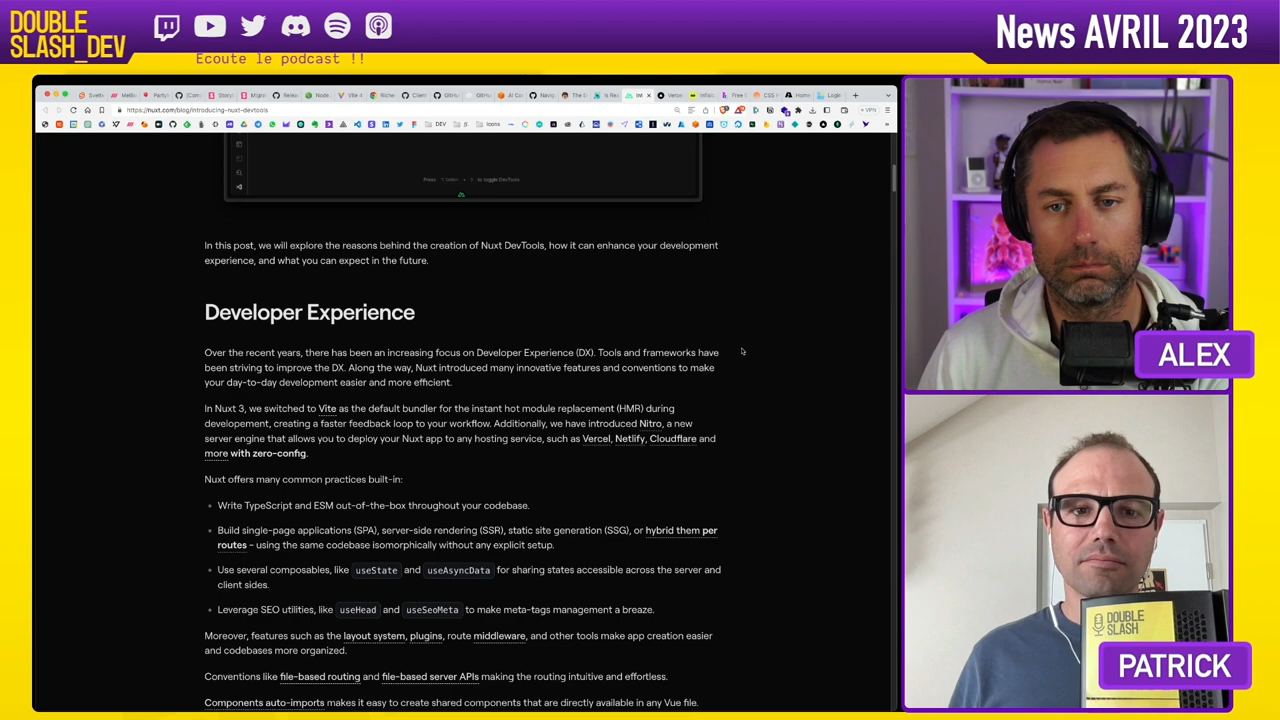 DOUBLE
SLASH_DEV
Ecoute le podcast !!
News AVRIL 2023
https://nuxt.com/blog/introducing-nuxt-devtools
VPN
DEV
Icons
to toggle DevTools
In this post, we will explore the reasons behind the creation of Nuxt DevTools, how it can enhance your development
experience, and what you can expect in the future.
Developer Experience
Over the recent years, there has been an increasing focus on Developer Experience (DX). Tools and frameworks have
been striving to improve the DX. Along the way, Nuxt introduced many innovative features and conventions to make
your day-to-day development easier and more efficient.
In Nuxt 3, we switched to Vite as the default bundler for the instant hot module replacement (HMR) during
developement, creating a faster feedback loop to your workflow. Additionally, we have introduced Nitro, a new
server engine that allows you to deploy your Nuxt app to any hosting service, such as Vercel, Netlify, Cloudflare and
more with zero-config.
Nuxt offers many common practices built-in:
• Write TypeScript and ESM out-of-the-box throughout your codebase.
• Build single-page applications (SPA), server-side rendering (SSR), static site generation (SSG), or hybrid them per
routes - using the same codebase isomorphically without any explicit setup.
• Use several composables, like useState and useAsyncData for sharing states accessible across the server and
client sides.
• Leverage SEO utilities, like useHead and useSeoMeta to make meta-tags management a breaze.
Moreover, features such as the layout system, plugins, route middleware, and other tools make app creation easier
and codebases more organized.
Conventions like file-based routing and file-based server APIs making the routing intuitive and effortless.
Components auto-imports makes it easy to create shared components that are directly available in any Vue file.
ALEX
DOUBLE
SLASH
PATRICK